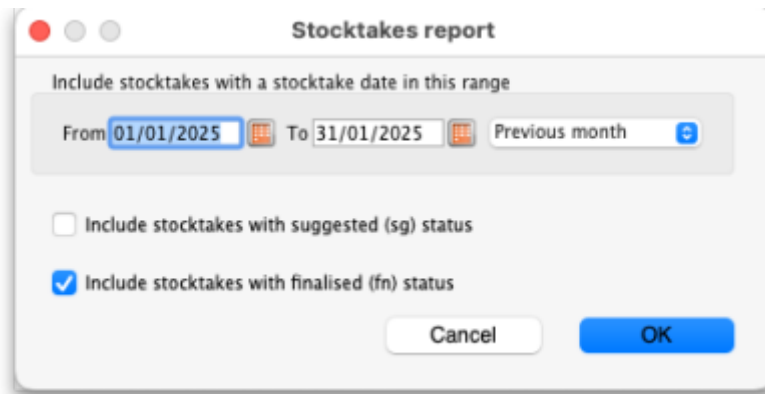 Stocktakes report
Include stocktakes with a stocktake date in this range
From 01/01/2025 To 31/01/2025 Previous month
Include stocktakes with suggested (sg) status
Include stocktakes with finalised (fn) status
Cancel OK